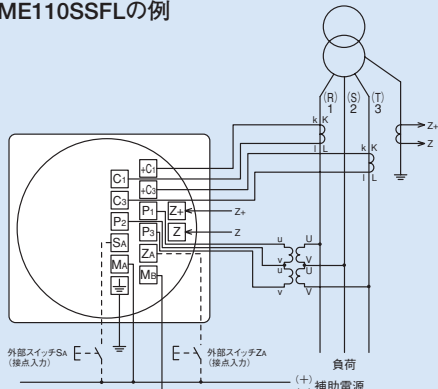 ME110SSFLの例
(R) (S) (T)
1 2 3
k K
l L
k K
l L
Z+
Z
+C1
C1
+C3
C3
P1
Z+
Z+
P2
P3
Z
Z
SA
ZA
MA
MB
u U
v V
u U
v V
外部スイッチSA
(接点入力)
外部スイッチZA
(接点入力)
負荷
(+)
補助電源